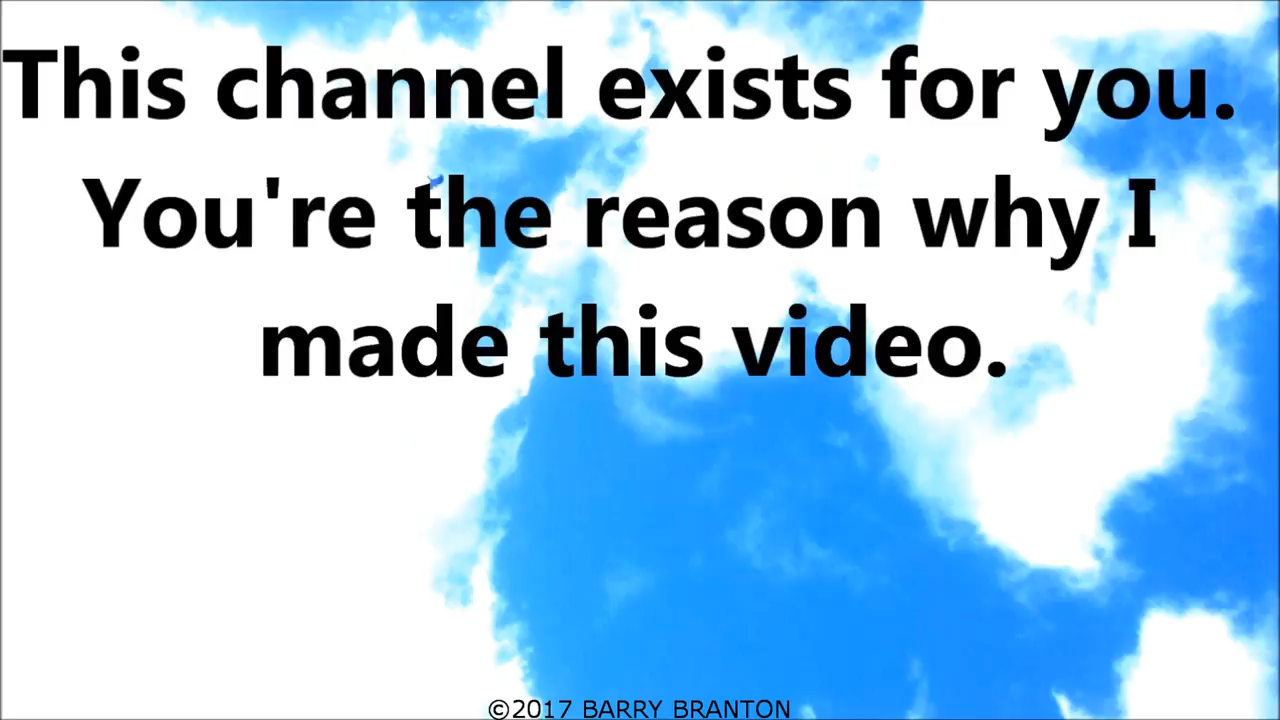 This channel exists for you.
You're the reason why I
made this video.
©2017 BARRY BRANTON